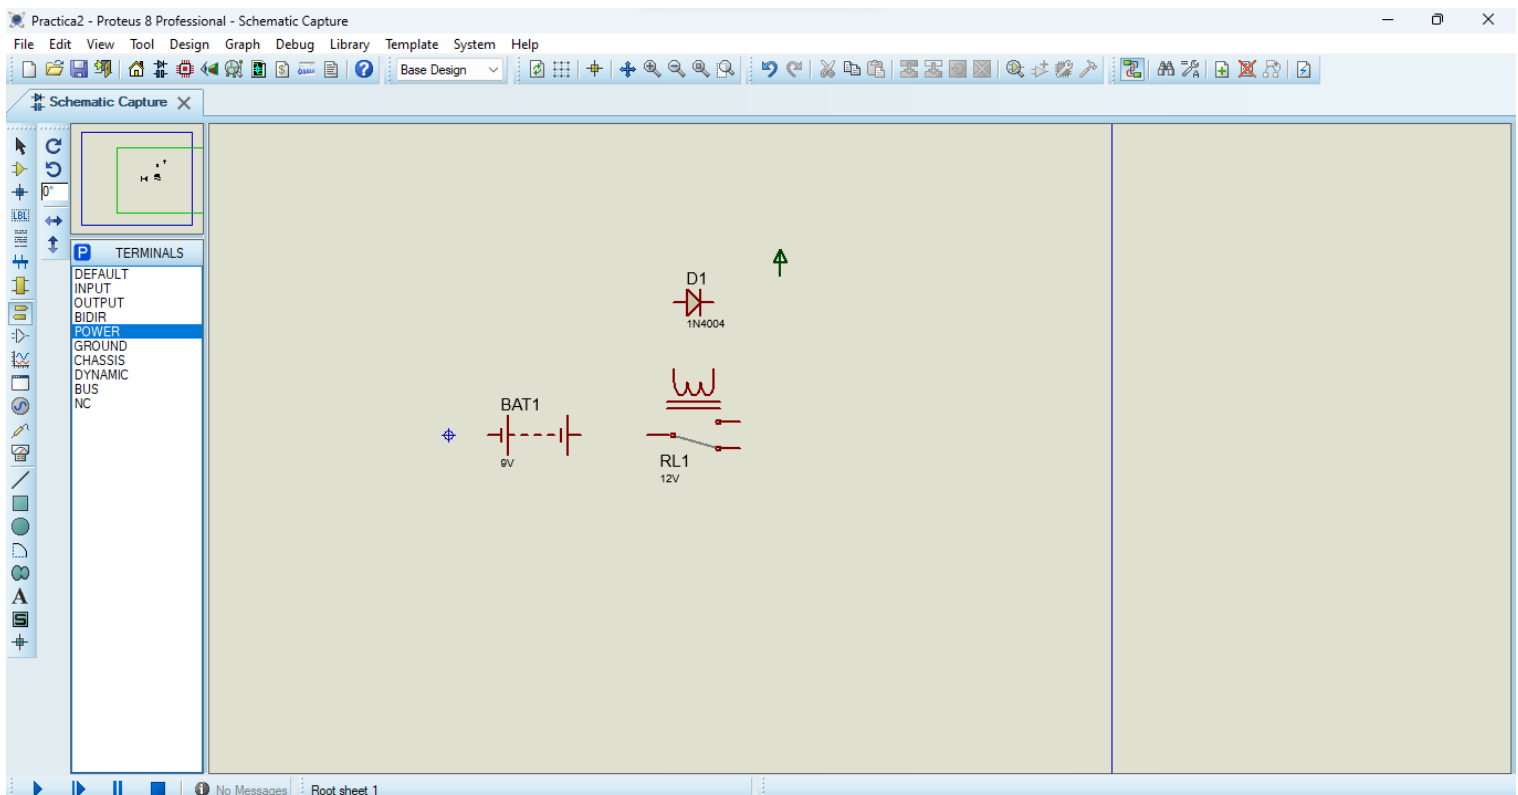 Practica2 - Proteus 8 Professional - Schematic Capture
File Edit View Tool Design Graph Debug Library Template System Help
Base Design
Schematic Capture
0°
LBL
P TERMINALS
DEFAULT
INPUT
OUTPUT
BIDIR
POWER
GROUND
CHASSIS
DYNAMIC
BUS
NC
A
S
D1
1N4004
BAT1
9V
RL1
12V
No Messages
Root sheet 1